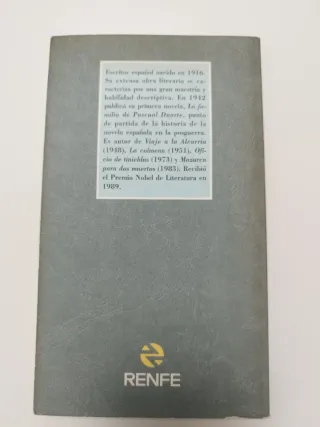 Escritor español nacido en 1916.
Su extensa obra literaria se ca-
racteriza por una gran maestría y
habilidad descriptiva. En 1942
publicó su primera novela, La fa-
milia de Pascual Duarte, punto
de partida de la historia de la
novela española en la posguerra.
Es autor de Viaje a la Alcarria
(1948), La colmena (1951), Ofi-
cio de tinieblas (1973) y Mazurca
para dos muertos (1983). Recibió
el Premio Nobel de Literatura en
1989.
RENFE